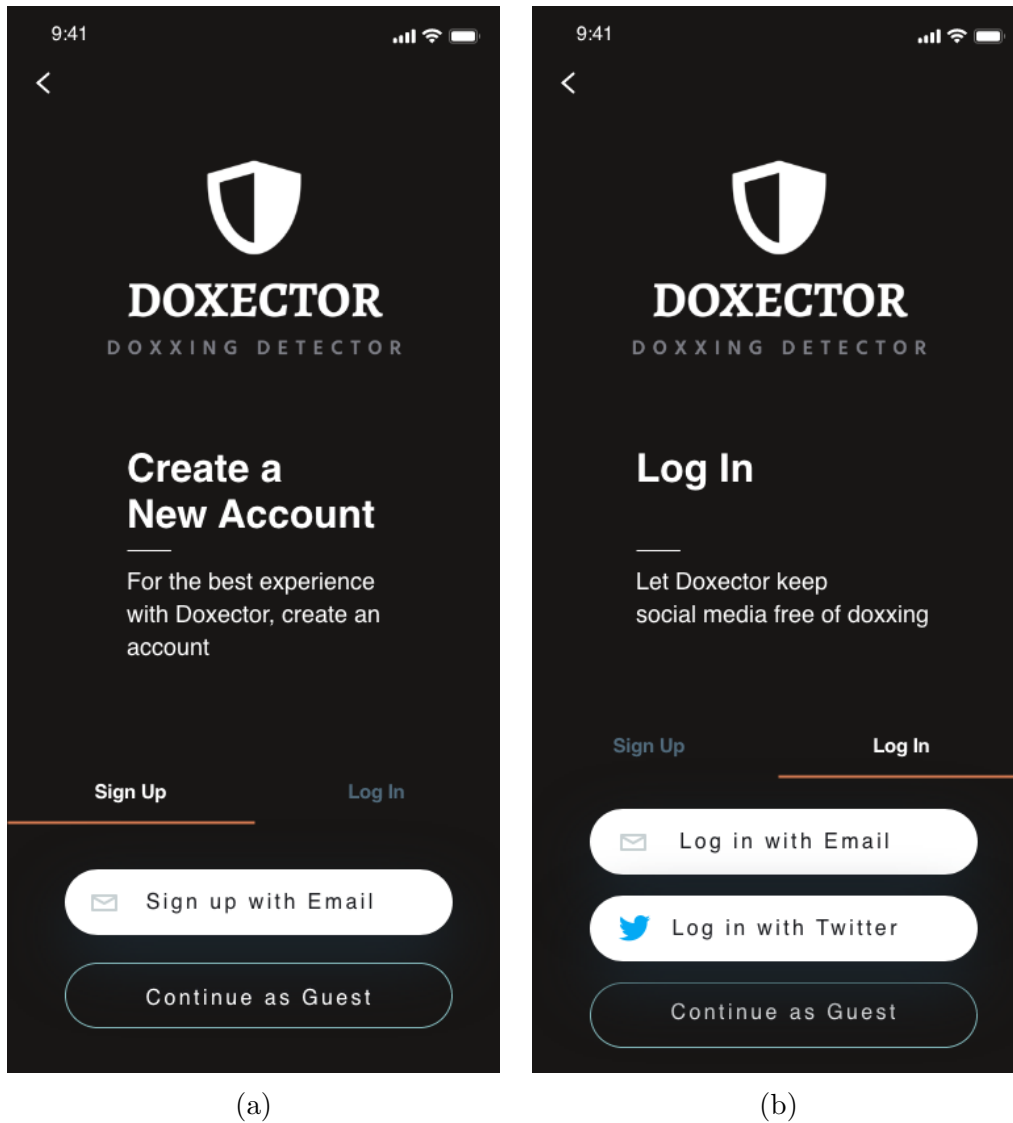 9:41
DOXECTOR
DOXXING DETECTOR
Create a
New Account
For the best experience
with Doxector, create an
account
Sign Up
Log In
Sign up with Email
Continue as Guest
(a)
9:41
DOXECTOR
DOXXING DETECTOR
Log In
Let Doxector keep
social media free of doxxing
Sign Up
Log In
Log in with Email
Log in with Twitter
Continue as Guest
(b)